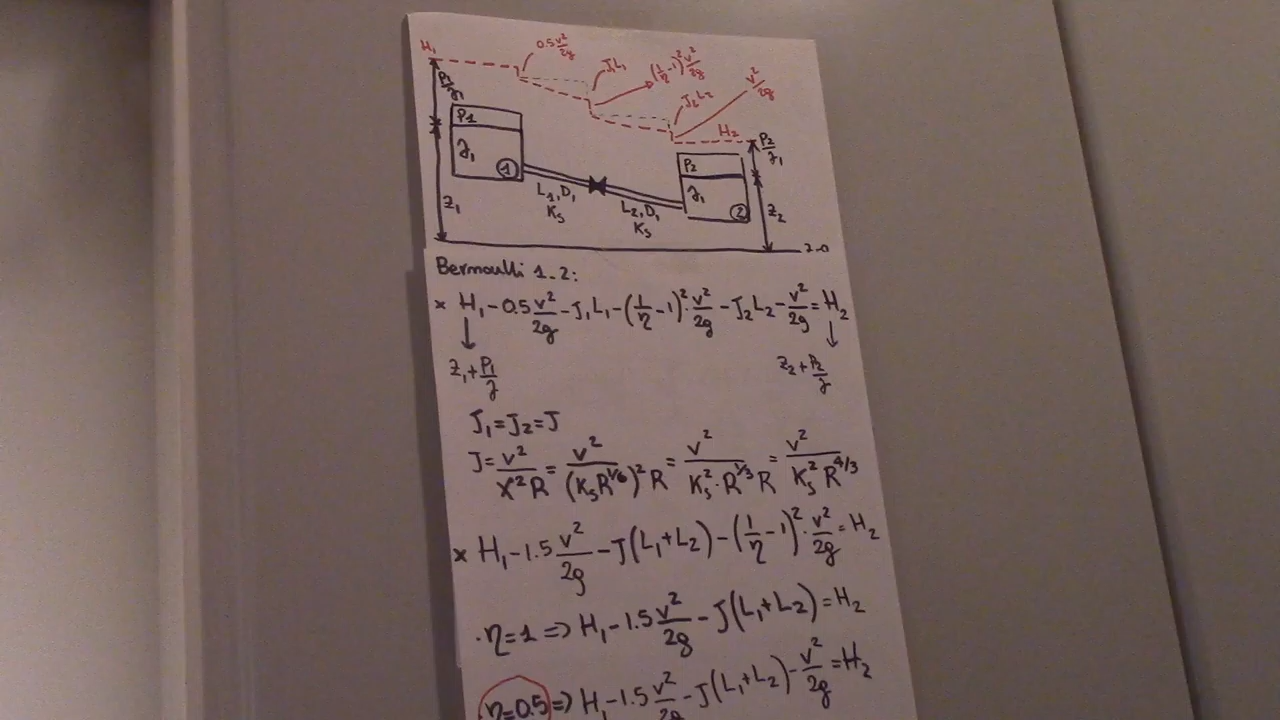 H₁
0.5 v²/2g
J₁L₁
(1/η -1)² v²/2g
J₂L₂
v²/2g
H₂
P₁/γ₁
P1
γ₁
1
Z₁
L1, D,
Ks
L2, D,
Ks
P2
γ₁
2
P2/γ₁
Z₂
z=0
Bernoulli 1-2:
× H₁ - 0.5 v²/2g - J₁L₁ - (1/η -1)² · v²/2g - J₂L₂ - v²/2g = H₂
Z₁ + P₁/γ
Z₂ + P₂/γ
J₁ = J₂ = J
J = v²/X²R = v²/(KsR^1/6)² R = v²/Ks² · R^1/3 R = v²/Ks² R^4/3
× H₁ - 1.5 v²/2g - J(L₁+L₂) - (1/η -1)² · v²/2g = H₂
· η=1 => H₁ - 1.5 v²/2g - J(L₁+L₂) = H₂
η=0.5 => H₁ - 1.5 v²/2g - J(L₁+L₂) - v²/2g = H₂